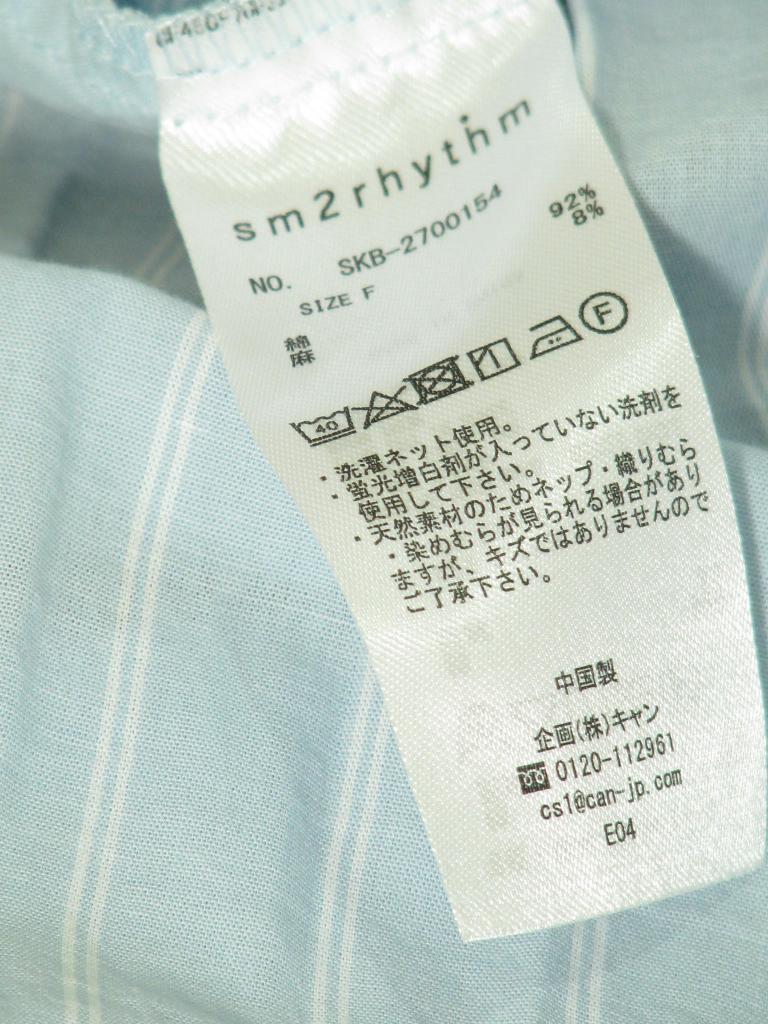 sm2rhythm
NO. SKB-2700154
SIZE F
綿 92%
麻 8%
40
F
・洗濯ネット使用。
・蛍光増白剤が入っていない洗剤を
使用して下さい。
・天然素材のためネップ・織りむら
・染めむらが見られる場合があり
ますが、キズではありませんので
ご了承下さい。
中国製
企画(株)キャン
0120-112961
cs1@can-jp.com
E04